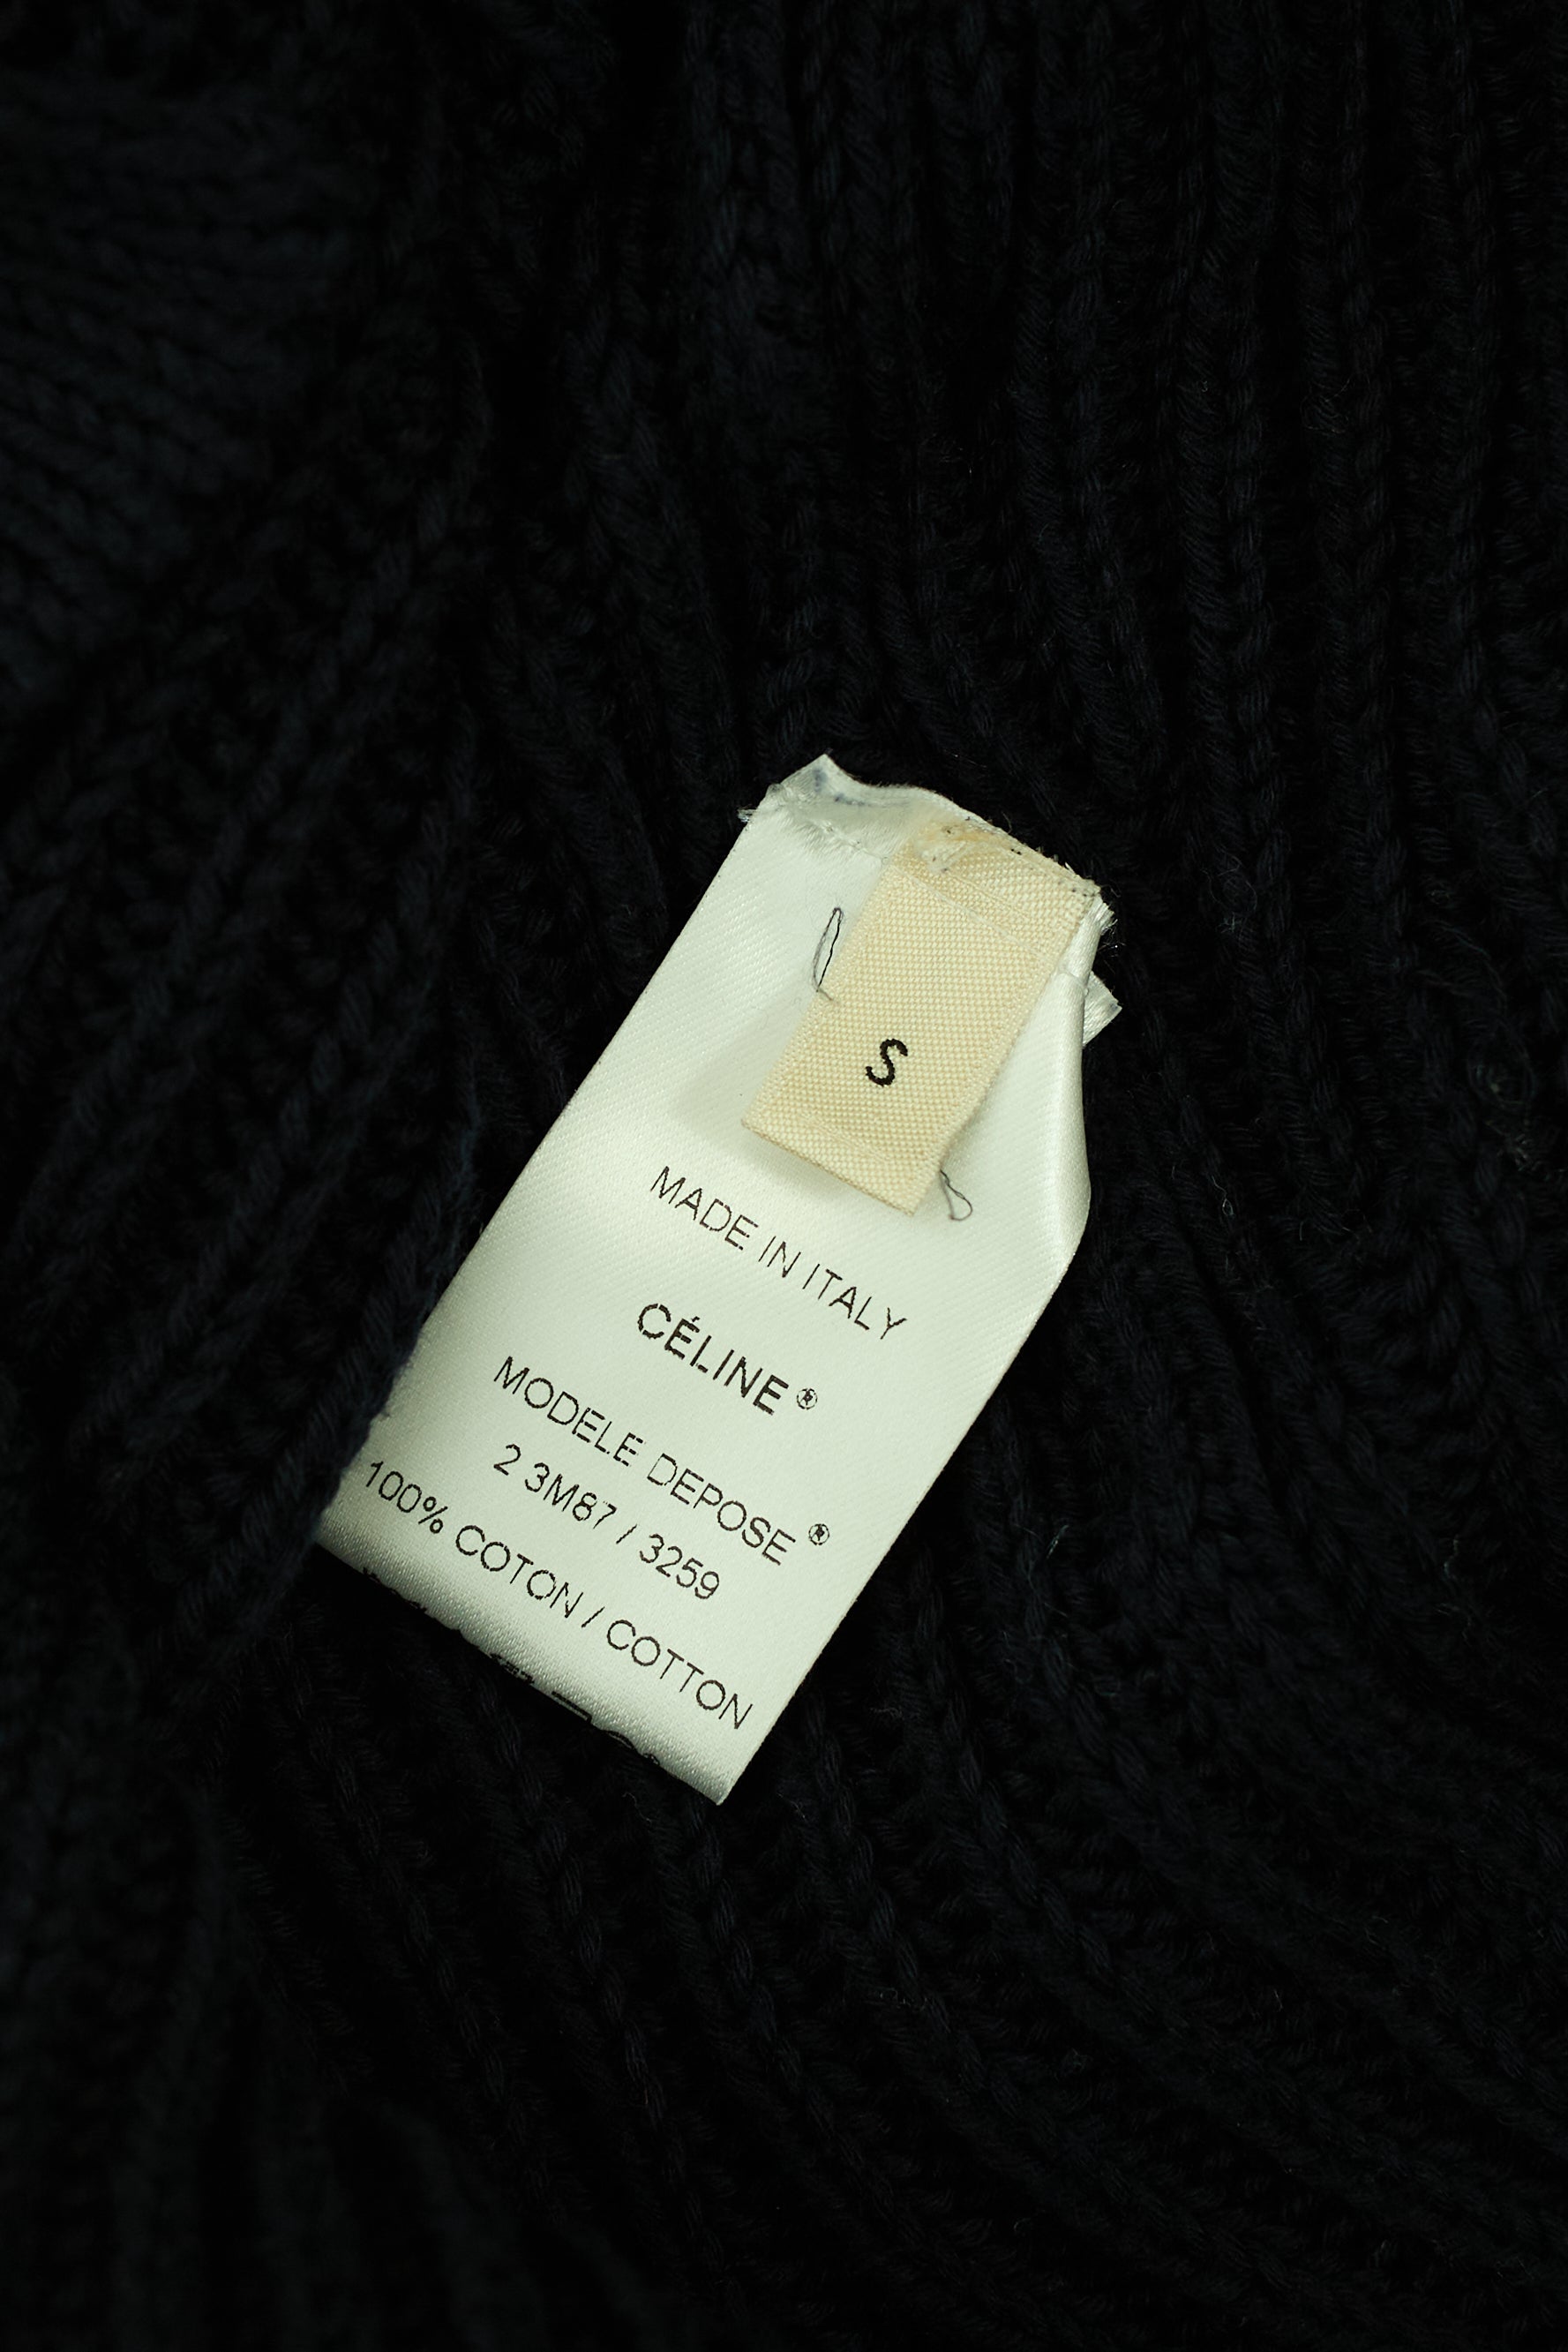 S
MADE IN ITALY
CÉLINE®
MODELE DEPOSE®
2 3M87 / 3259
100% COTON / COTTON